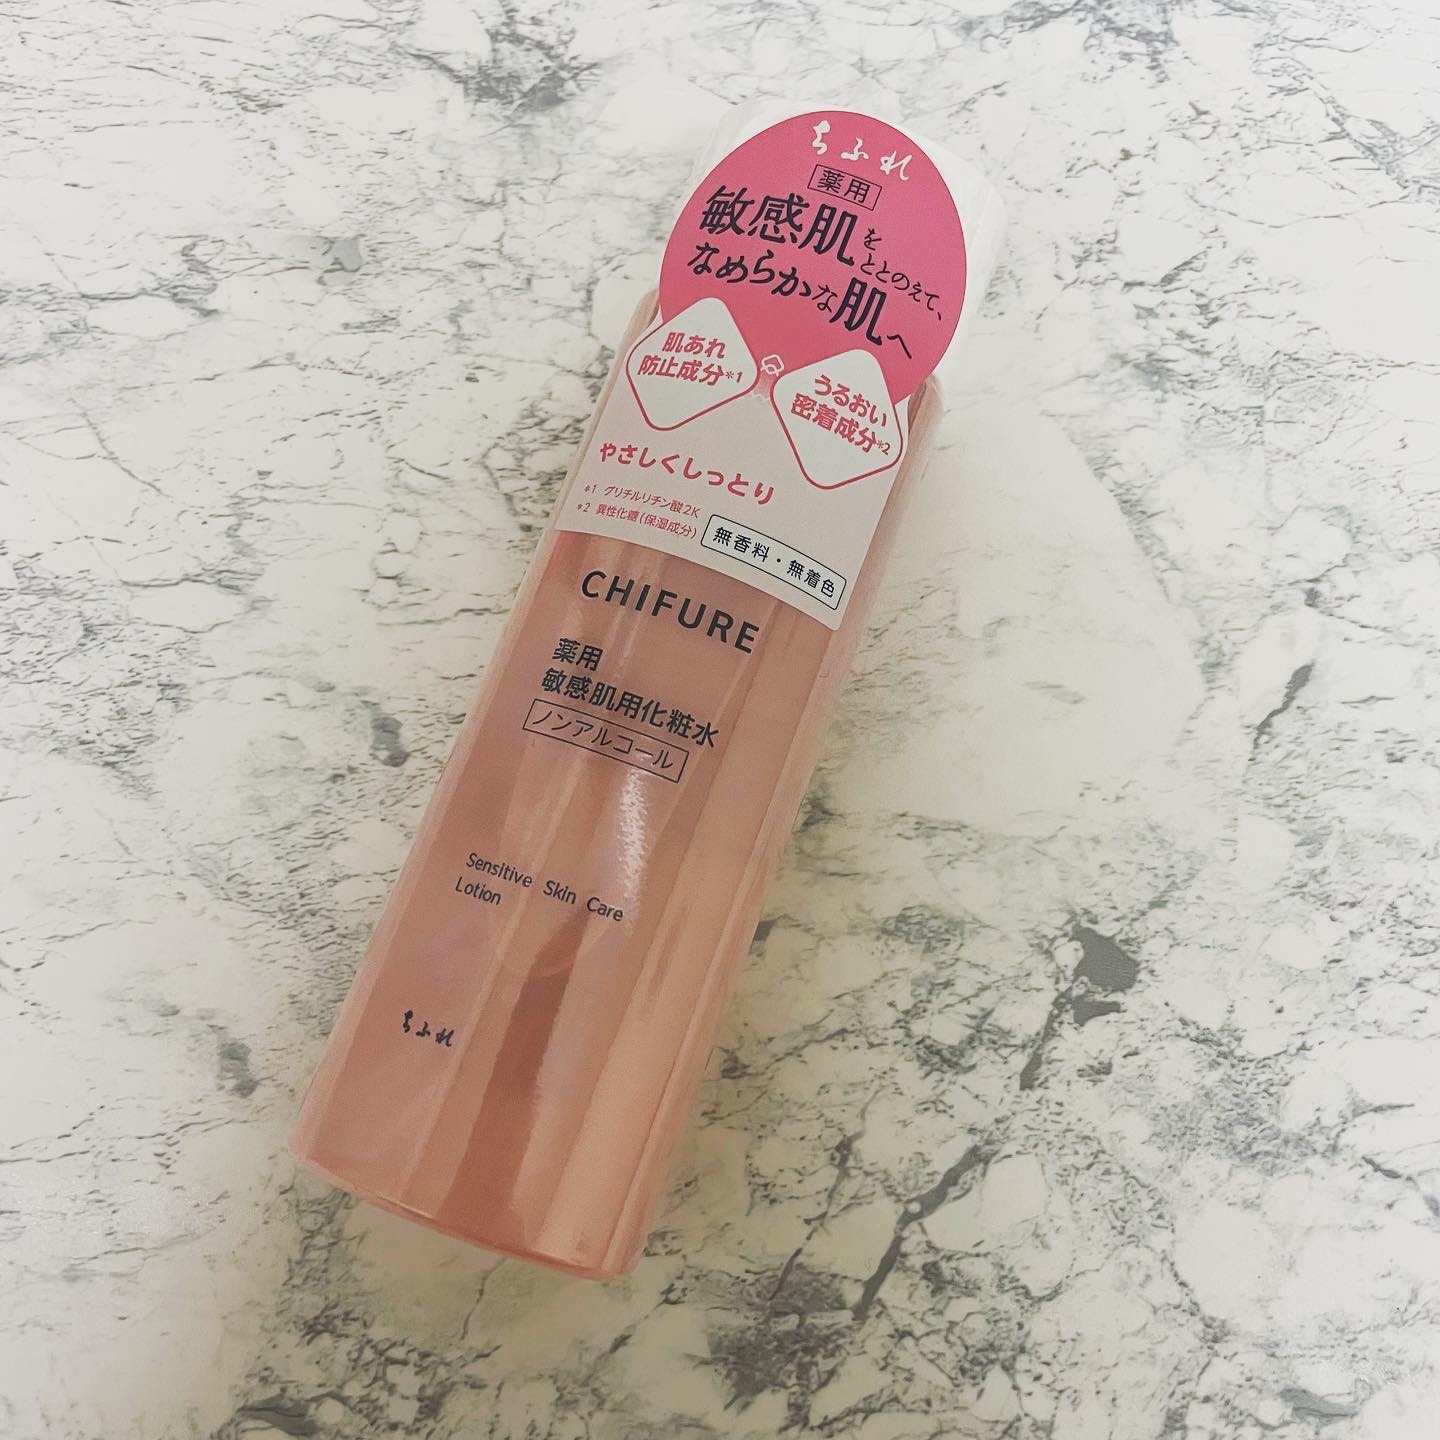 ちふれ
薬用
敏感肌をととのえて、
なめらかな肌へ
肌あれ
防止成分*1
うるおい
密着成分*2
やさしくしっとり
*1 グリチルリチン酸2K
*2 異性化糖(保湿成分)
無香料・無着色
CHIFURE
薬用
敏感肌用化粧水
ノンアルコール
Sensitive Skin Care
Lotion
ちふれ